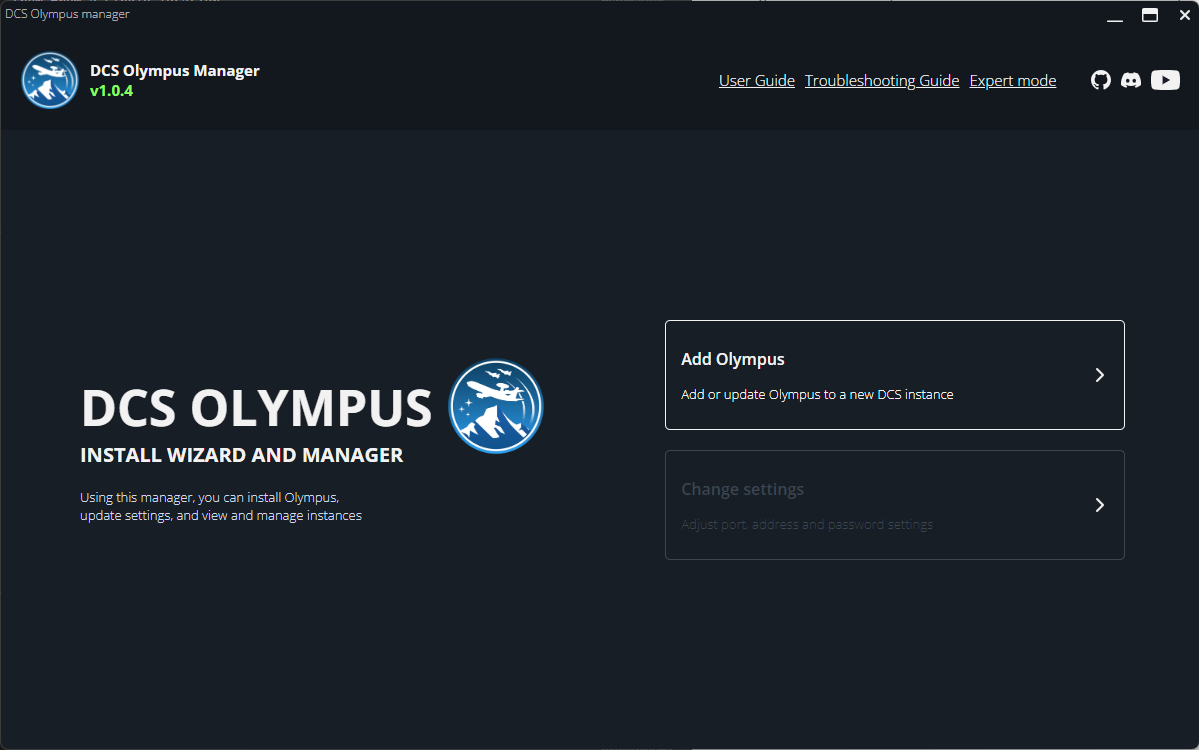 DCS Olympus manager
DCS Olympus Manager
v1.0.4
User Guide Troubleshooting Guide Expert mode
DCS OLYMPUS
INSTALL WIZARD AND MANAGER
Using this manager, you can install Olympus,
update settings, and view and manage instances
Add Olympus
Add or update Olympus to a new DCS instance
Change settings
Adjust port, address and password settings